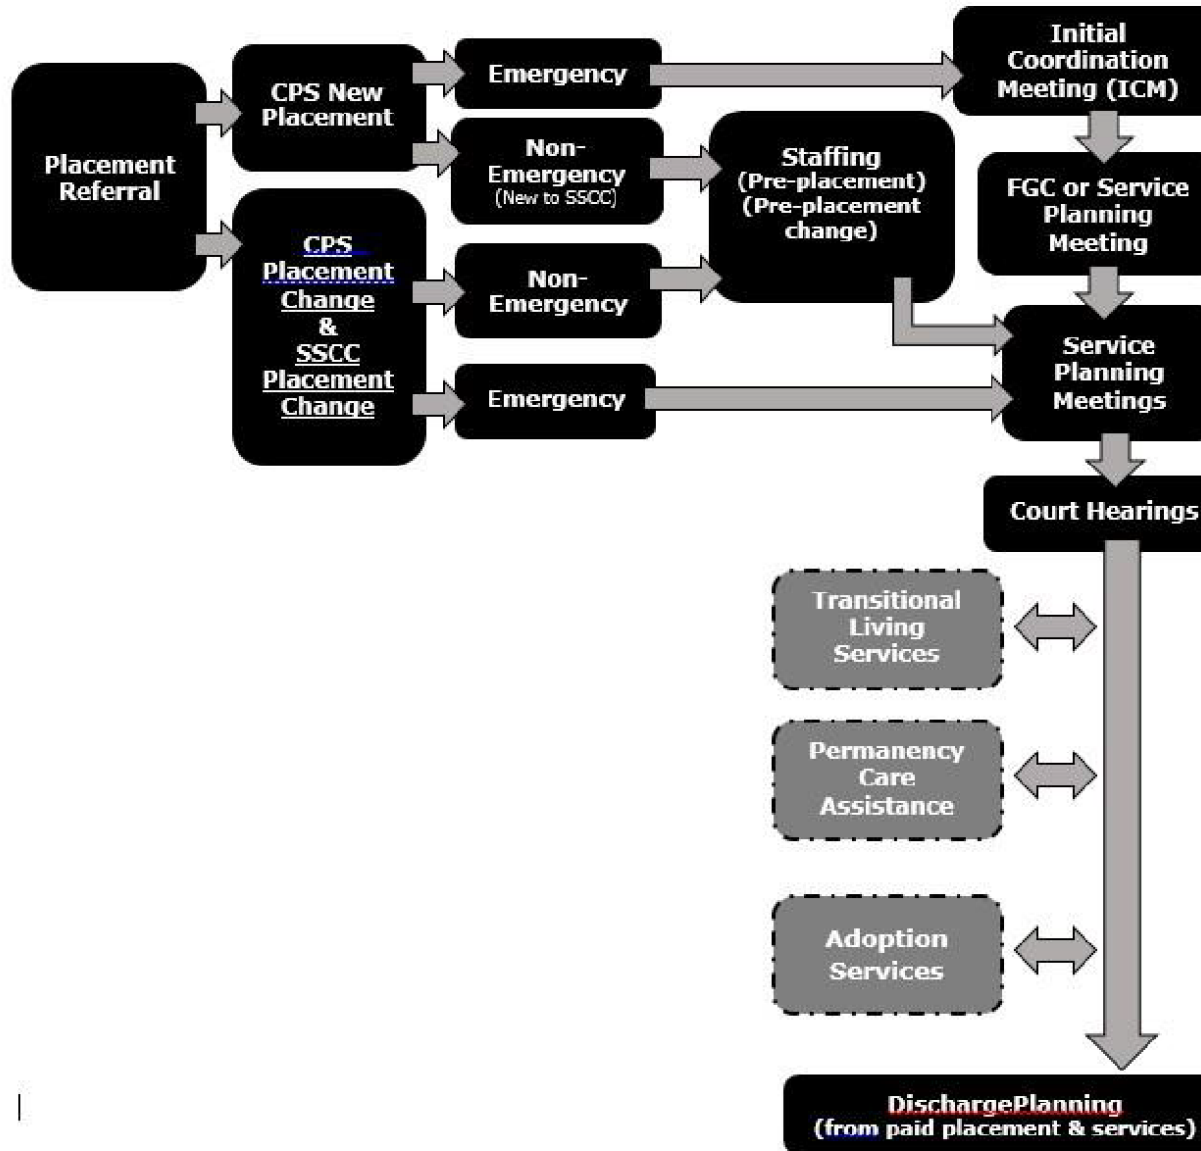 Placement
Referral
CPS New
Placement
CPS
Placement
Change
&
SSCC
Placement
Change
Emergency
Non-
Emergency
(New to SSCC)
Non-
Emergency
Emergency
Staffing
(Pre-placement)
(Pre-placement
change)
Initial
Coordination
Meeting (ICM)
FGC or Service
Planning
Meeting
Service
Planning
Meetings
Court Hearings
Transitional
Living
Services
Permanency
Care
Assistance
Adoption
Services
DischargePlanning
(from paid placement & services)